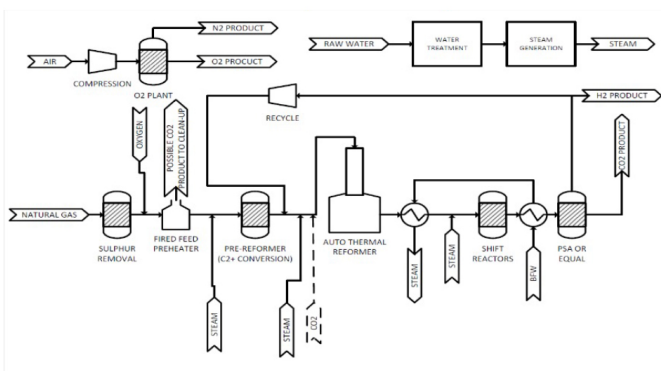 N2 PRODUCT
RAW WATER
WATER
TREATMENT
STEAM
GENERATION
STEAM
AIR
O2 PROCUCT
COMPRESSION
O2 PLANT
H2 PRODUCT
RECYCLE
OXYGEN
POSSIBLE CO2
PRODUCT TO CLEAN-UP
CO2 PRODUCT
NATURAL GAS
SULPHUR
REMOVAL
FIRED FEED
PREHEATER
PRE-REFORMER
(C2+ CONVERSION)
AUTO THERMAL
REFORMER
SHIFT
REACTORS
PSA OR
EQUAL
STEAM
STEAM
CO2
STEAM
STEAM
BFW